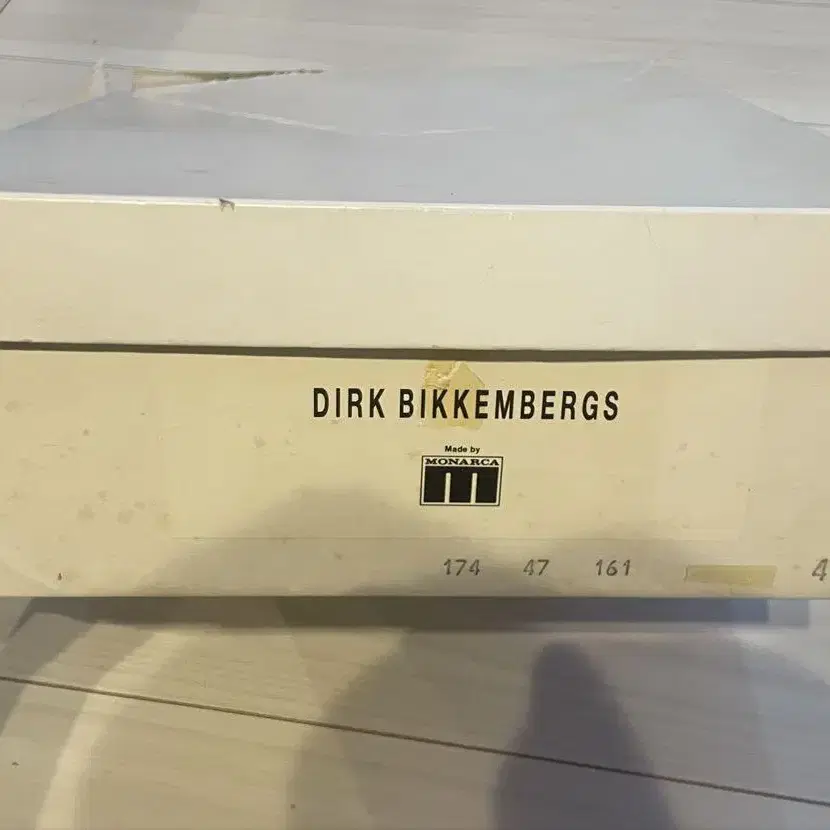 DIRK BIKKEMBERGS
Made by
MONARCA
174 47 161 4